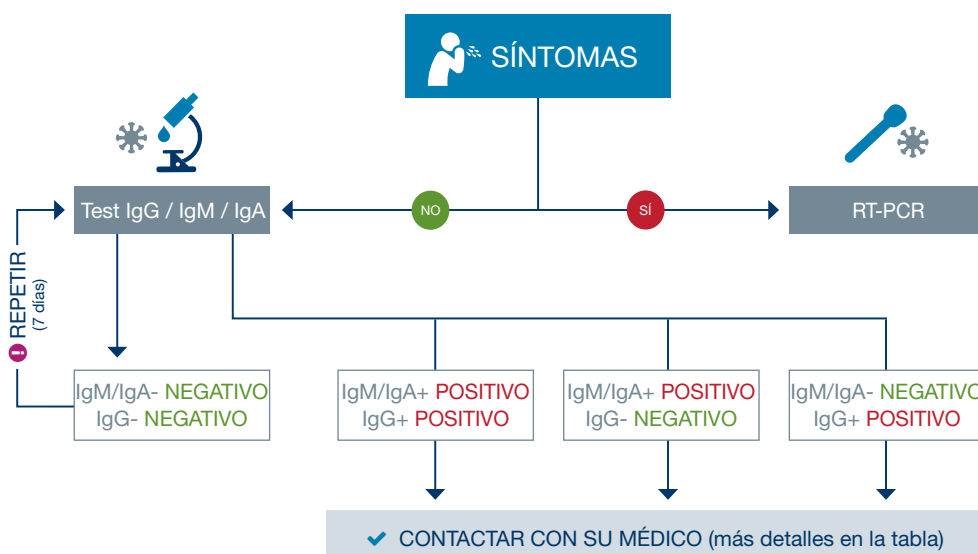 SÍNTOMAS
Test IgG / IgM / IgA
NO
SÍ
RT-PCR
REPETIR
(7 días)
IgM/IgA- NEGATIVO
IgG- NEGATIVO
IgM/IgA+ POSITIVO
IgG+ POSITIVO
IgM/IgA+ POSITIVO
IgG- NEGATIVO
IgM/IgA- NEGATIVO
IgG+ POSITIVO
CONTACTAR CON SU MÉDICO (más detalles en la tabla)